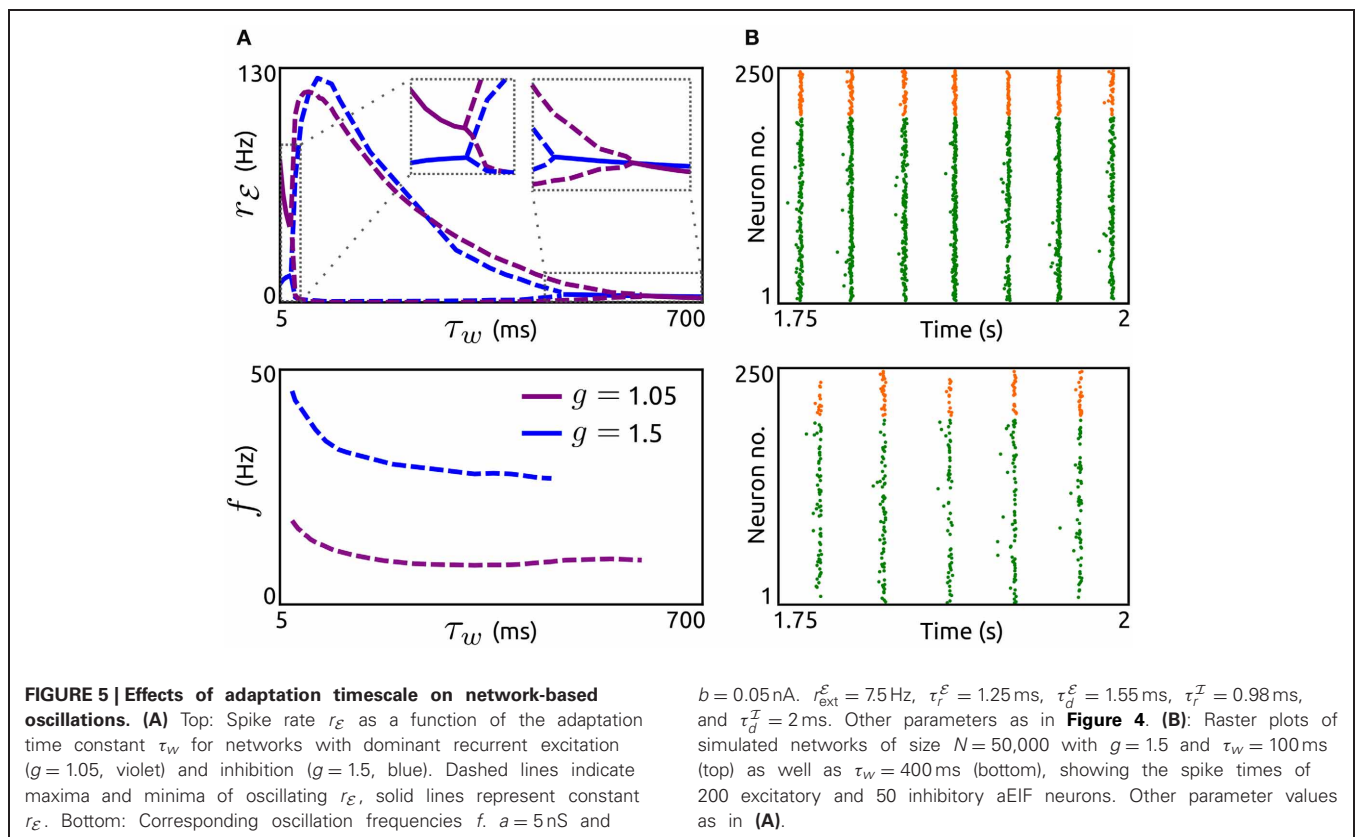 A
B
130
r_ℰ (Hz)
0
5
τ_w (ms)
700
250
Neuron no.
1
1.75
Time (s)
2
50
f (Hz)
0
g = 1.05
g = 1.5
5
τ_w (ms)
700
250
Neuron no.
1
1.75
Time (s)
2
FIGURE 5 | Effects of adaptation timescale on network-based
oscillations. (A) Top: Spike rate r_ℰ as a function of the adaptation
time constant τ_w for networks with dominant recurrent excitation
(g = 1.05, violet) and inhibition (g = 1.5, blue). Dashed lines indicate
maxima and minima of oscillating r_ℰ, solid lines represent constant
r_ℰ. Bottom: Corresponding oscillation frequencies f. a = 5 nS and
b = 0.05 nA. r_ext^ℰ = 7.5 Hz, τ_r^ℰ = 1.25 ms, τ_d^ℰ = 1.55 ms, τ_r^ℐ = 0.98 ms,
and τ_d^ℐ = 2 ms. Other parameters as in Figure 4. (B): Raster plots of
simulated networks of size N = 50,000 with g = 1.5 and τ_w = 100 ms
(top) as well as τ_w = 400 ms (bottom), showing the spike times of
200 excitatory and 50 inhibitory aEIF neurons. Other parameter values
as in (A).